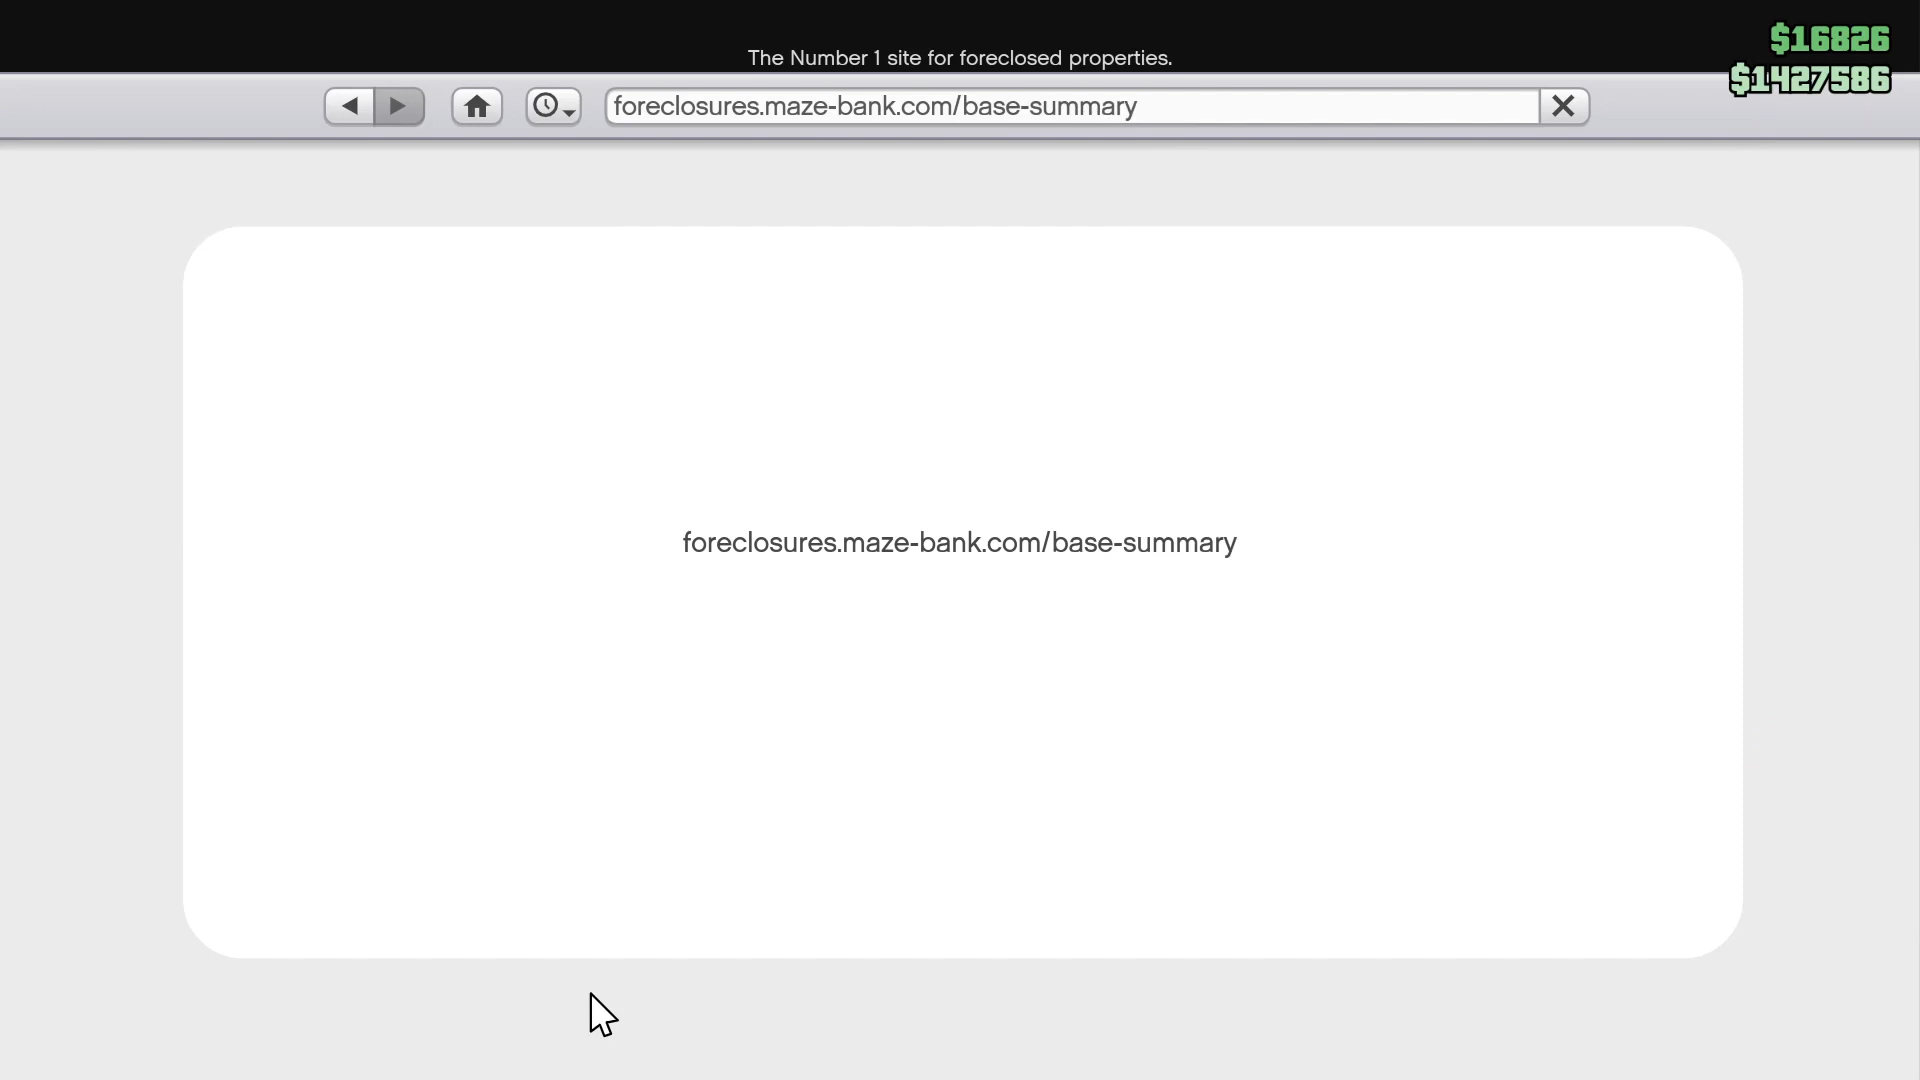 The Number 1 site for foreclosed properties.
$16826
$1427586
foreclosures.maze-bank.com/base-summary
foreclosures.maze-bank.com/base-summary